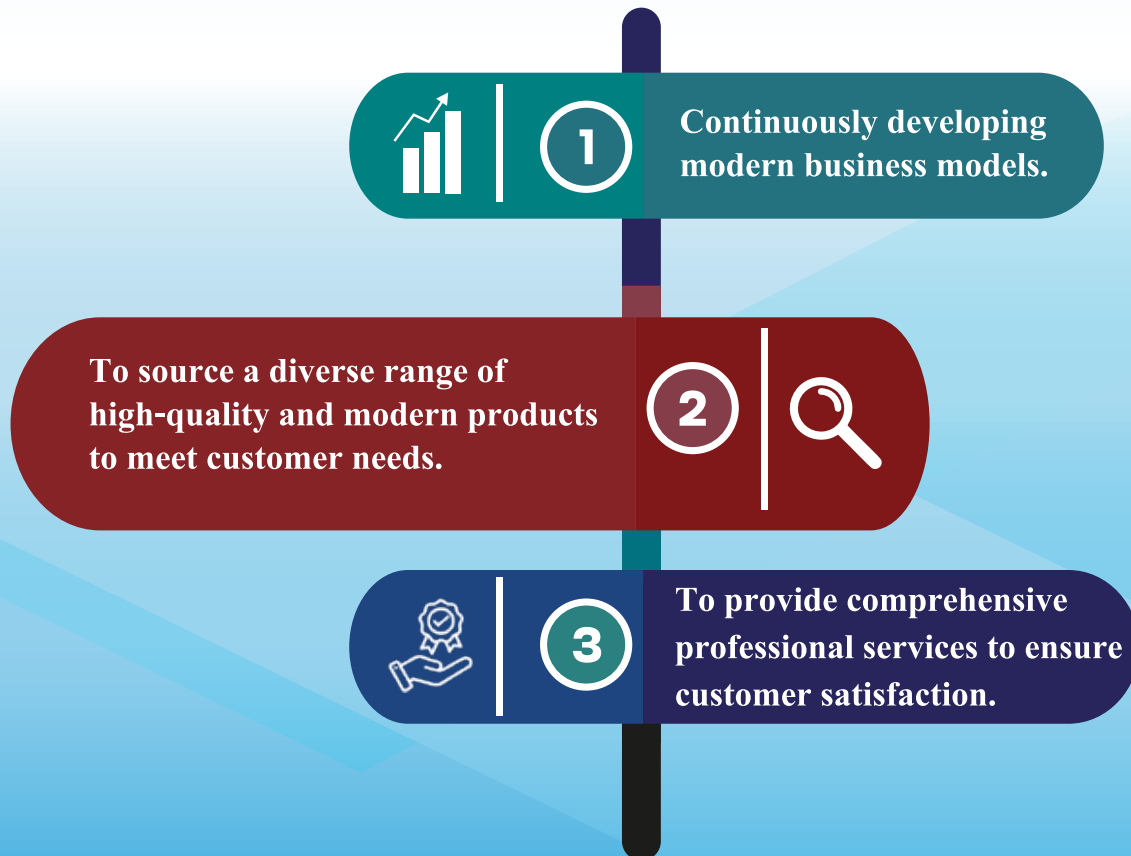 1
Continuously developing
modern business models.
To source a diverse range of
high-quality and modern products
to meet customer needs.
2
3
To provide comprehensive
professional services to ensure
customer satisfaction.